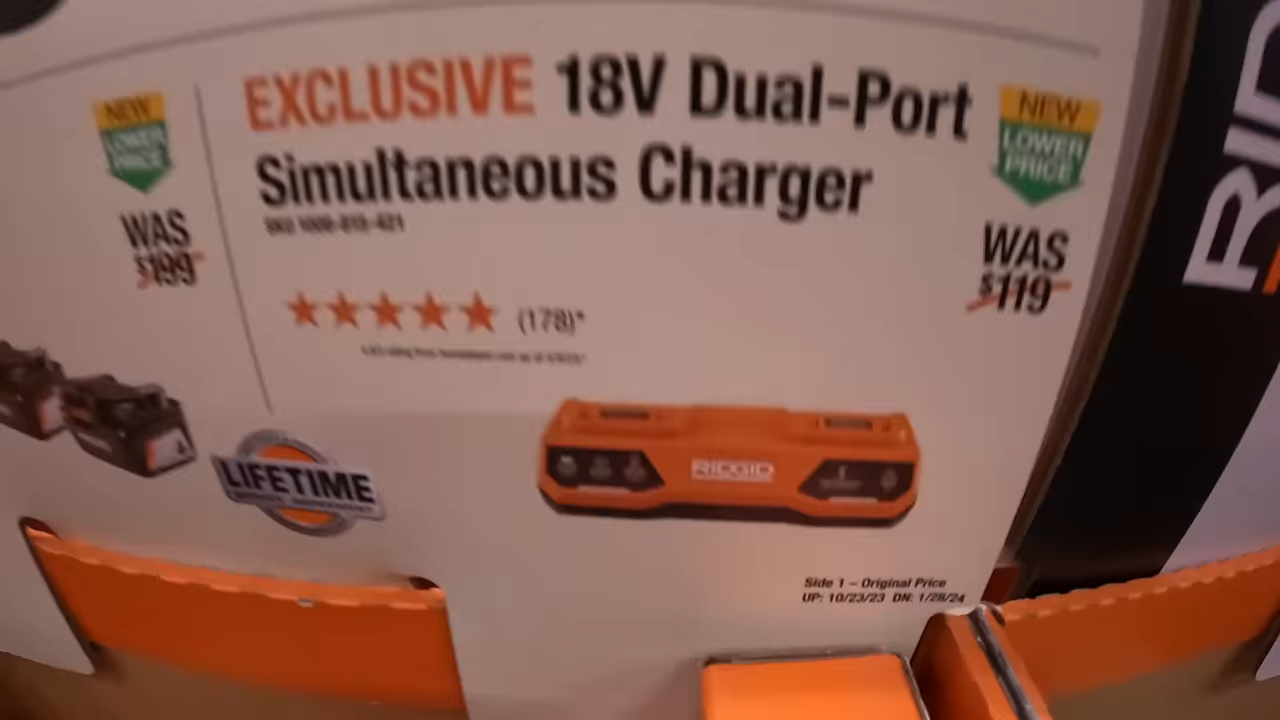 NEW
LOWER
PRICE
WAS
$199
EXCLUSIVE 18V Dual-Port
Simultaneous Charger
★★★★★ (178)*
NEW
LOWER
PRICE
WAS
$119
LIFETIME
RIDGID
Side 1 – Original Price
UP: 10/23/23 DN: 1/28/24
RID